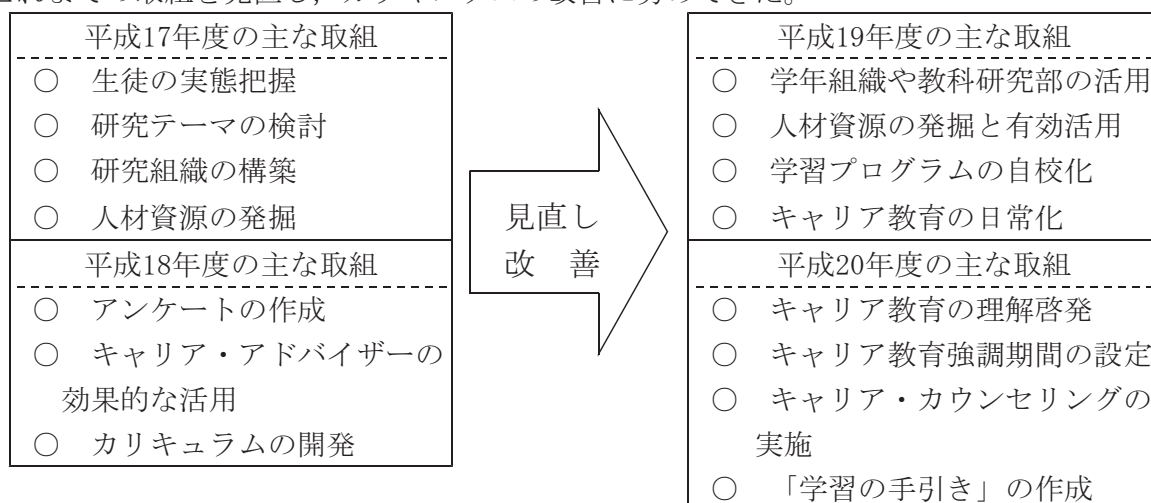 平成17年度の主な取組
○ 生徒の実態把握
○ 研究テーマの検討
○ 研究組織の構築
○ 人材資源の発掘
平成18年度の主な取組
○ アンケートの作成
○ キャリア・アドバイザーの
効果的な活用
○ カリキュラムの開発
見直し
改 善
平成19年度の主な取組
○ 学年組織や教科研究部の活用
○ 人材資源の発掘と有効活用
○ 学習プログラムの自校化
○ キャリア教育の日常化
平成20年度の主な取組
○ キャリア教育の理解啓発
○ キャリア教育強調期間の設定
○ キャリア・カウンセリングの
実施
○ 「学習の手引き」の作成